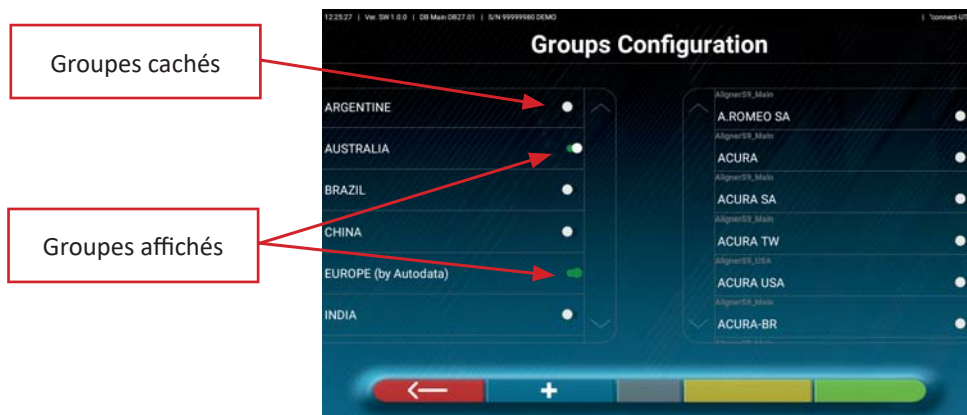 Groupes cachés
Groupes affichés
12:25:27 | Ver. SW 1.0.0 | DB Main DB27.01 | S/N 99999980 DEMO | "connect-UT
Groups Configuration
ARGENTINE
AUSTRALIA
BRAZIL
CHINA
EUROPE (by Autodata)
INDIA
AlignerS9_Main
A.ROMEO SA
AlignerS9_Main
ACURA
AlignerS9_Main
ACURA SA
AlignerS9_Main
ACURA TW
AlignerS9_USA
ACURA USA
AlignerS9_Main
ACURA-BR